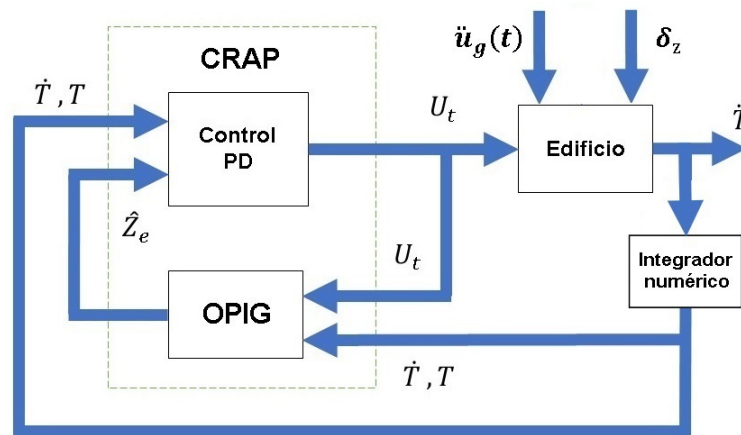 CRAP
ü_g(t)
δ_z
Ṫ , T
Control
PD
U_t
Edificio
Ṫ
Ẑ_e
U_t
Integrador
numérico
OPIG
Ṫ , T